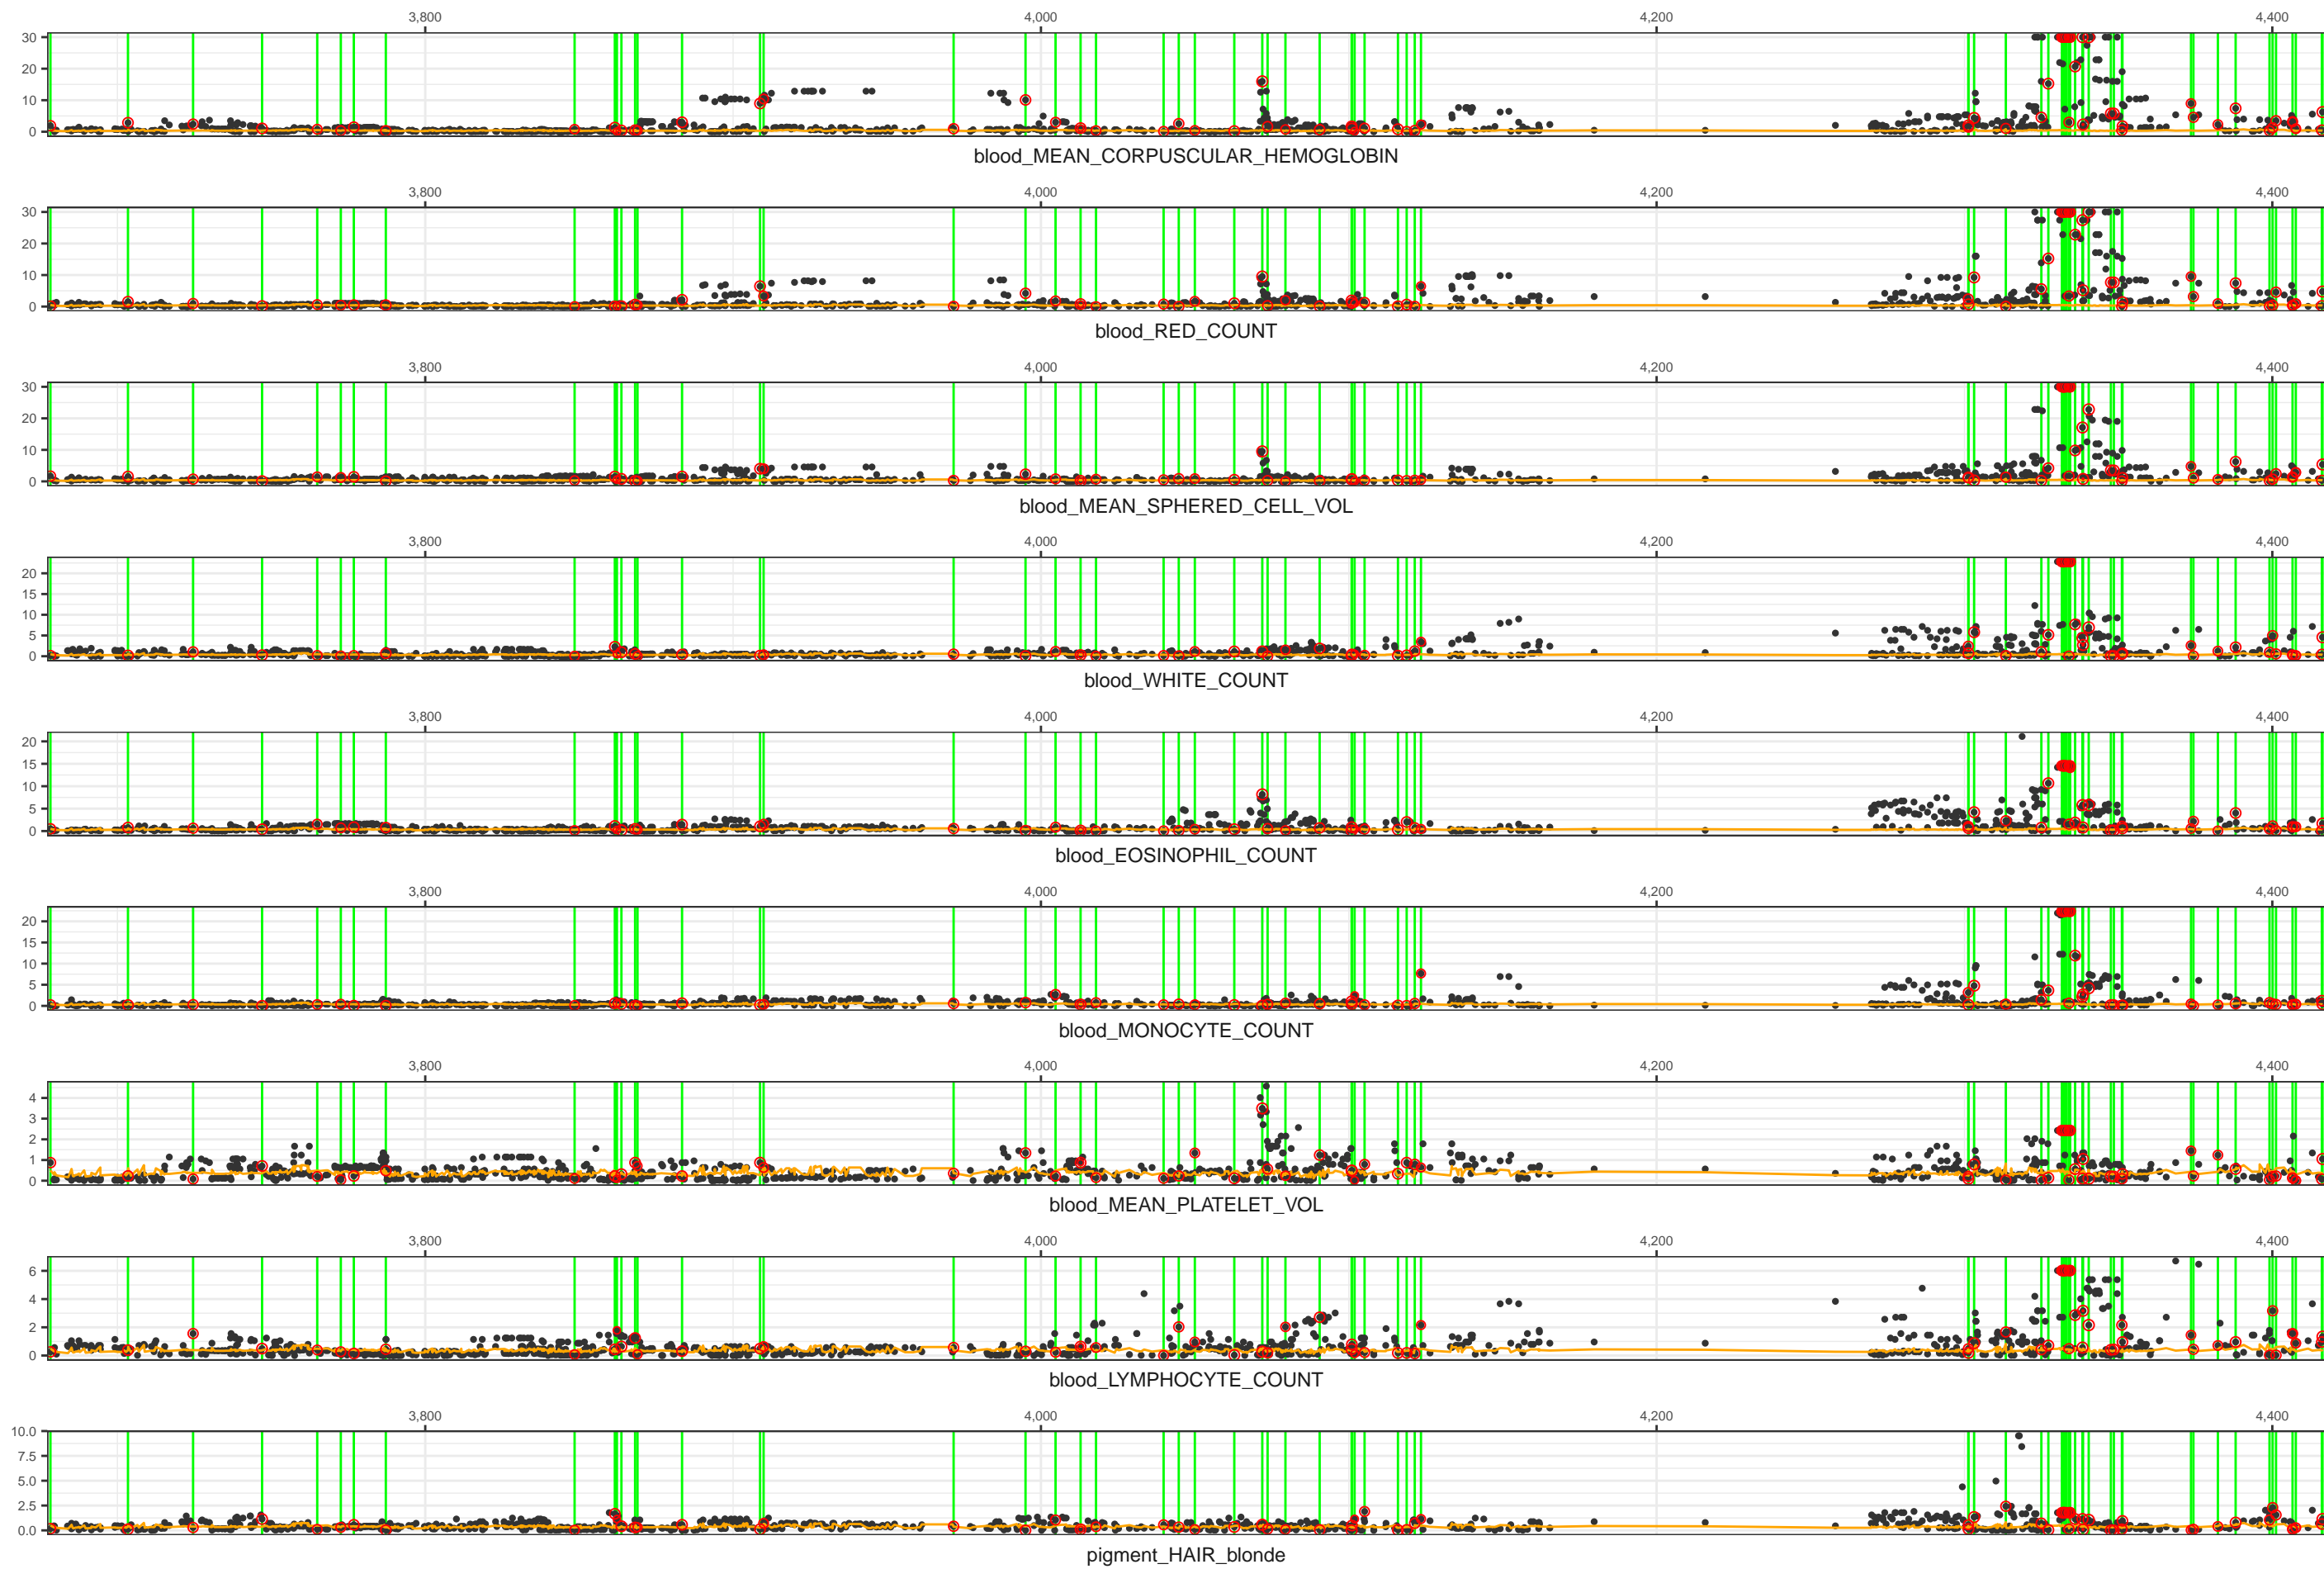 3,800 4,000 4,200 4,400
30
20
10
0
blood_MEAN_CORPUSCULAR_HEMOGLOBIN
3,800 4,000 4,200 4,400
30
20
10
0
blood_RED_COUNT
3,800 4,000 4,200 4,400
30
20
10
0
blood_MEAN_SPHERED_CELL_VOL
3,800 4,000 4,200 4,400
20
15
10
5
0
blood_WHITE_COUNT
3,800 4,000 4,200 4,400
20
15
10
5
0
blood_EOSINOPHIL_COUNT
3,800 4,000 4,200 4,400
20
15
10
5
0
blood_MONOCYTE_COUNT
3,800 4,000 4,200 4,400
4
3
2
1
0
blood_MEAN_PLATELET_VOL
3,800 4,000 4,200 4,400
6
4
2
0
blood_LYMPHOCYTE_COUNT
3,800 4,000 4,200 4,400
10.0
7.5
5.0
2.5
0.0
pigment_HAIR_blonde